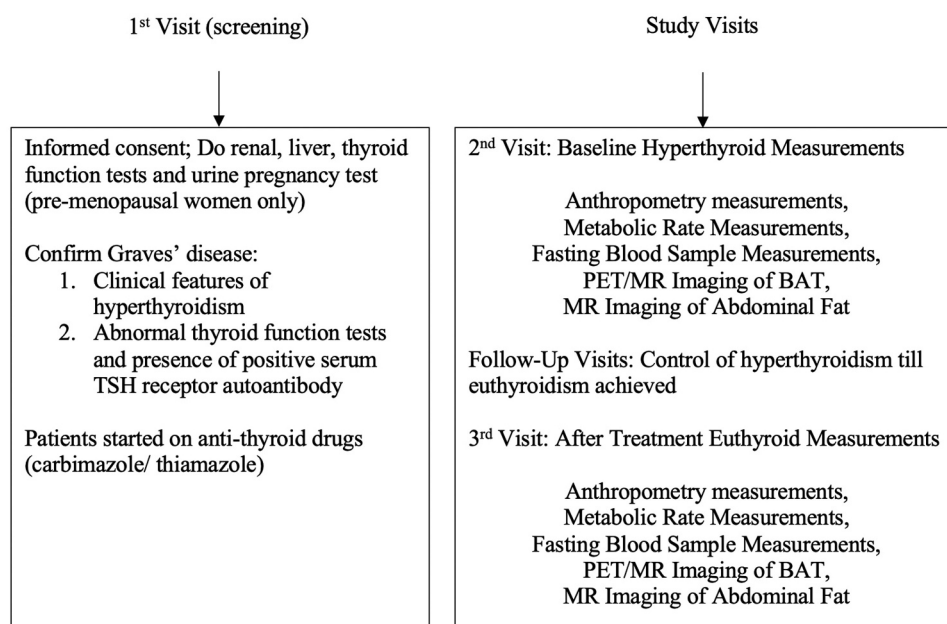 1st Visit (screening)
Informed consent; Do renal, liver, thyroid
function tests and urine pregnancy test
(pre-menopausal women only)
Confirm Graves’ disease:
1. Clinical features of
hyperthyroidism
2. Abnormal thyroid function tests
and presence of positive serum
TSH receptor autoantibody
Patients started on anti-thyroid drugs
(carbimazole/ thiamazole)
Study Visits
2nd Visit: Baseline Hyperthyroid Measurements
Anthropometry measurements,
Metabolic Rate Measurements,
Fasting Blood Sample Measurements,
PET/MR Imaging of BAT,
MR Imaging of Abdominal Fat
Follow-Up Visits: Control of hyperthyroidism till
euthyroidism achieved
3rd Visit: After Treatment Euthyroid Measurements
Anthropometry measurements,
Metabolic Rate Measurements,
Fasting Blood Sample Measurements,
PET/MR Imaging of BAT,
MR Imaging of Abdominal Fat